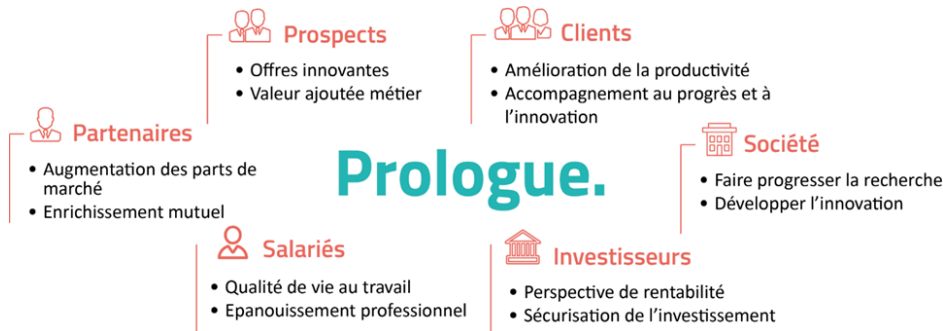 Prospects
• Offres innovantes
• Valeur ajoutée métier
Clients
• Amélioration de la productivité
• Accompagnement au progrès et à
l’innovation
Partenaires
• Augmentation des parts de
marché
• Enrichissement mutuel
Prologue.
Société
• Faire progresser la recherche
• Développer l’innovation
Salariés
• Qualité de vie au travail
• Epanouissement professionnel
Investisseurs
• Perspective de rentabilité
• Sécurisation de l’investissement